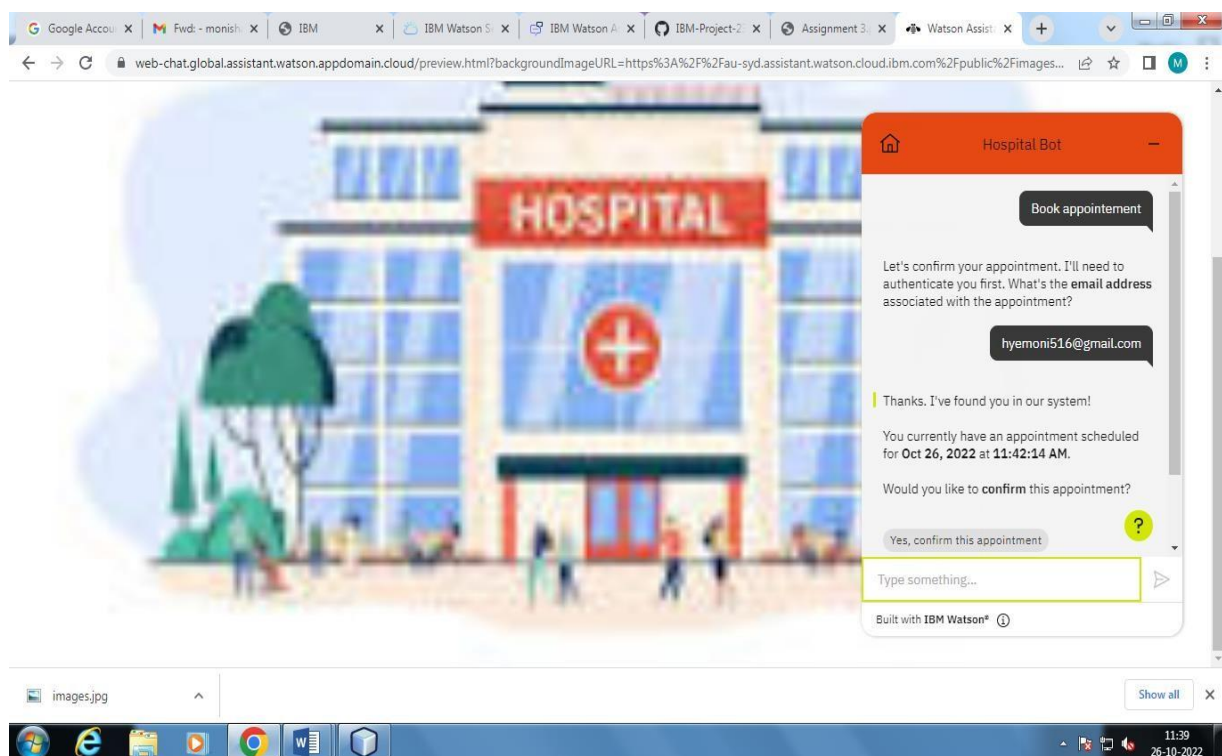 Google Accou
Fwd: - monish
IBM
IBM Watson S
IBM Watson A
IBM-Project-2
Assignment 3
Watson Assist
web-chat.global.assistant.watson.appdomain.cloud/preview.html?backgroundImageURL=https%3A%2F%2Fau-syd.assistant.watson.cloud.ibm.com%2Fpublic%2Fimages...
M
HOSPITAL
Hospital Bot
Book appointement
Let's confirm your appointment. I'll need to
authenticate you first. What's the email address
associated with the appointment?
hyemoni516@gmail.com
Thanks. I've found you in our system!
You currently have an appointment scheduled
for Oct 26, 2022 at 11:42:14 AM.
Would you like to confirm this appointment?
?
Yes, confirm this appointment
Type something...
Built with IBM Watson®
images.jpg
Show all
11:39
26-10-2022